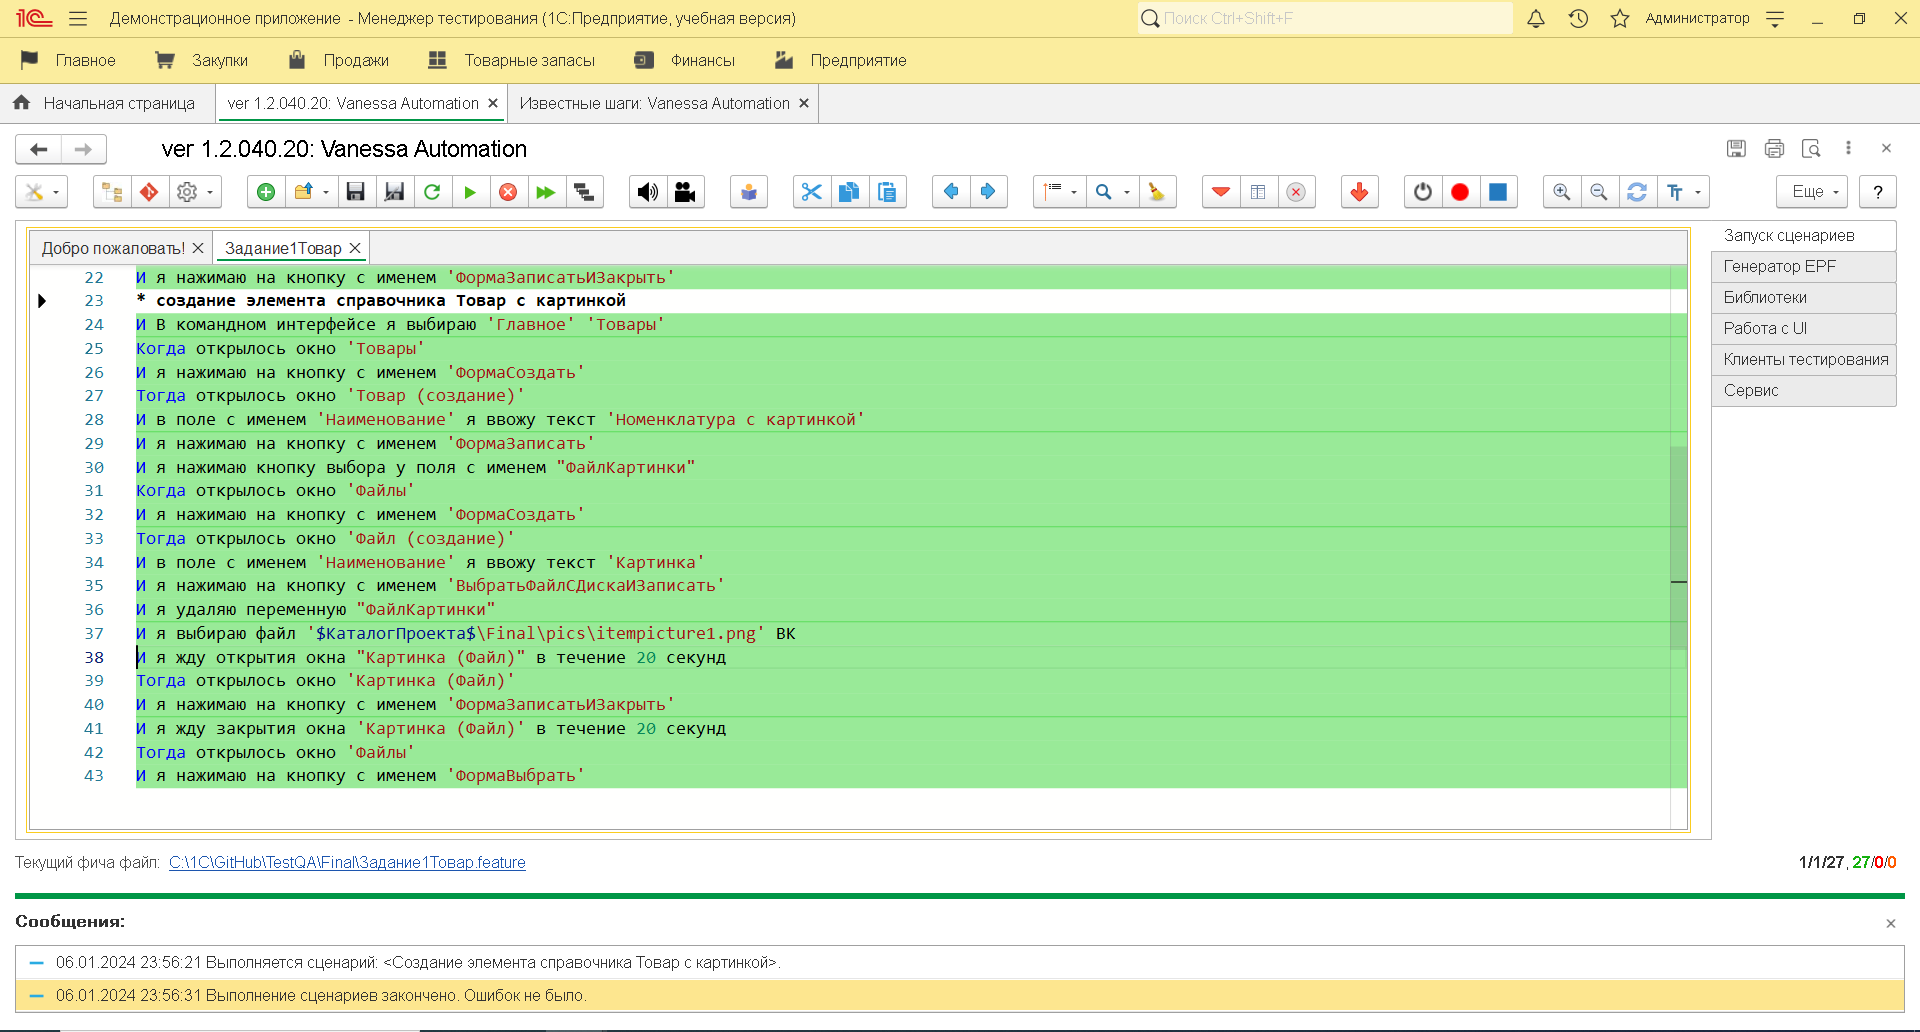 Демонстрационное приложение - Менеджер тестирования (1С:Предприятие, учебная версия)
Поиск Ctrl+Shift+F
Администратор
Главное
Закупки
Продажи
Товарные запасы
Финансы
Предприятие
Начальная страница
ver 1.2.040.20: Vanessa Automation
Известные шаги: Vanessa Automation
ver 1.2.040.20: Vanessa Automation
Еще
?
Добро пожаловать!
Задание1Товар
Запуск сценариев
Генератор EPF
Библиотеки
Работа с UI
Клиенты тестирования
Сервис
22 И я нажимаю на кнопку с именем 'ФормаЗаписатьИЗакрыть'
23 * создание элемента справочника Товар с картинкой
24 И В командном интерфейсе я выбираю 'Главное' 'Товары'
25 Когда открылось окно 'Товары'
26 И я нажимаю на кнопку с именем 'ФормаСоздать'
27 Тогда открылось окно 'Товар (создание)'
28 И в поле с именем 'Наименование' я ввожу текст 'Номенклатура с картинкой'
29 И я нажимаю на кнопку с именем 'ФормаЗаписать'
30 И я нажимаю кнопку выбора у поля с именем "ФайлКартинки"
31 Когда открылось окно 'Файлы'
32 И я нажимаю на кнопку с именем 'ФормаСоздать'
33 Тогда открылось окно 'Файл (создание)'
34 И в поле с именем 'Наименование' я ввожу текст 'Картинка'
35 И я нажимаю на кнопку с именем 'ВыбратьФайлСДискаИЗаписать'
36 И я удаляю переменную "ФайлКартинки"
37 И я выбираю файл '$КаталогПроекта$\Final\pics\itempicture1.png' ВК
38 И я жду открытия окна "Картинка (Файл)" в течение 20 секунд
39 Тогда открылось окно 'Картинка (Файл)'
40 И я нажимаю на кнопку с именем 'ФормаЗаписатьИЗакрыть'
41 И я жду закрытия окна 'Картинка (Файл)' в течение 20 секунд
42 Тогда открылось окно 'Файлы'
43 И я нажимаю на кнопку с именем 'ФормаВыбрать'
Текущий фича файл: C:\1C\GitHub\TestQA\Final\Задание1Товар.feature
1/1/27, 27/0/0
Сообщения:
06.01.2024 23:56:21 Выполняется сценарий: <Создание элемента справочника Товар с картинкой>.
06.01.2024 23:56:31 Выполнение сценариев закончено. Ошибок не было.